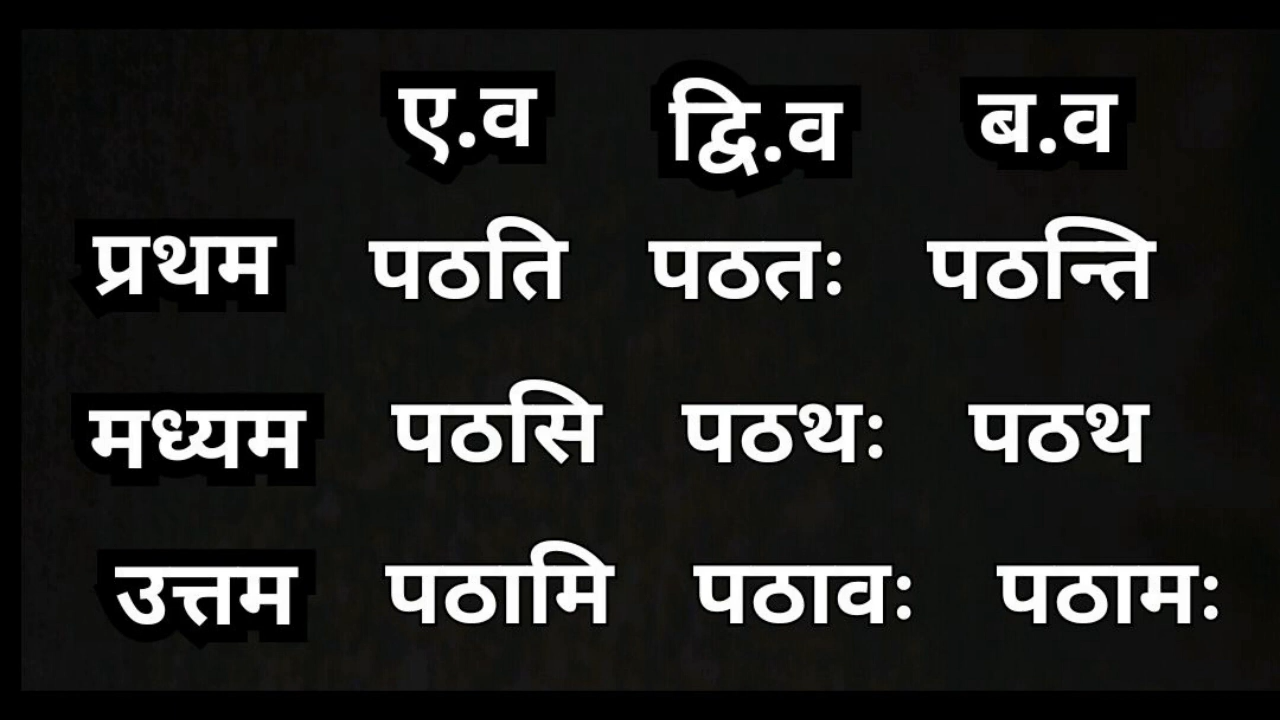 ए.व द्वि.व ब.व
प्रथम पठति पठतः पठन्ति
मध्यम पठसि पठथः पठथ
उत्तम पठामि पठावः पठामः